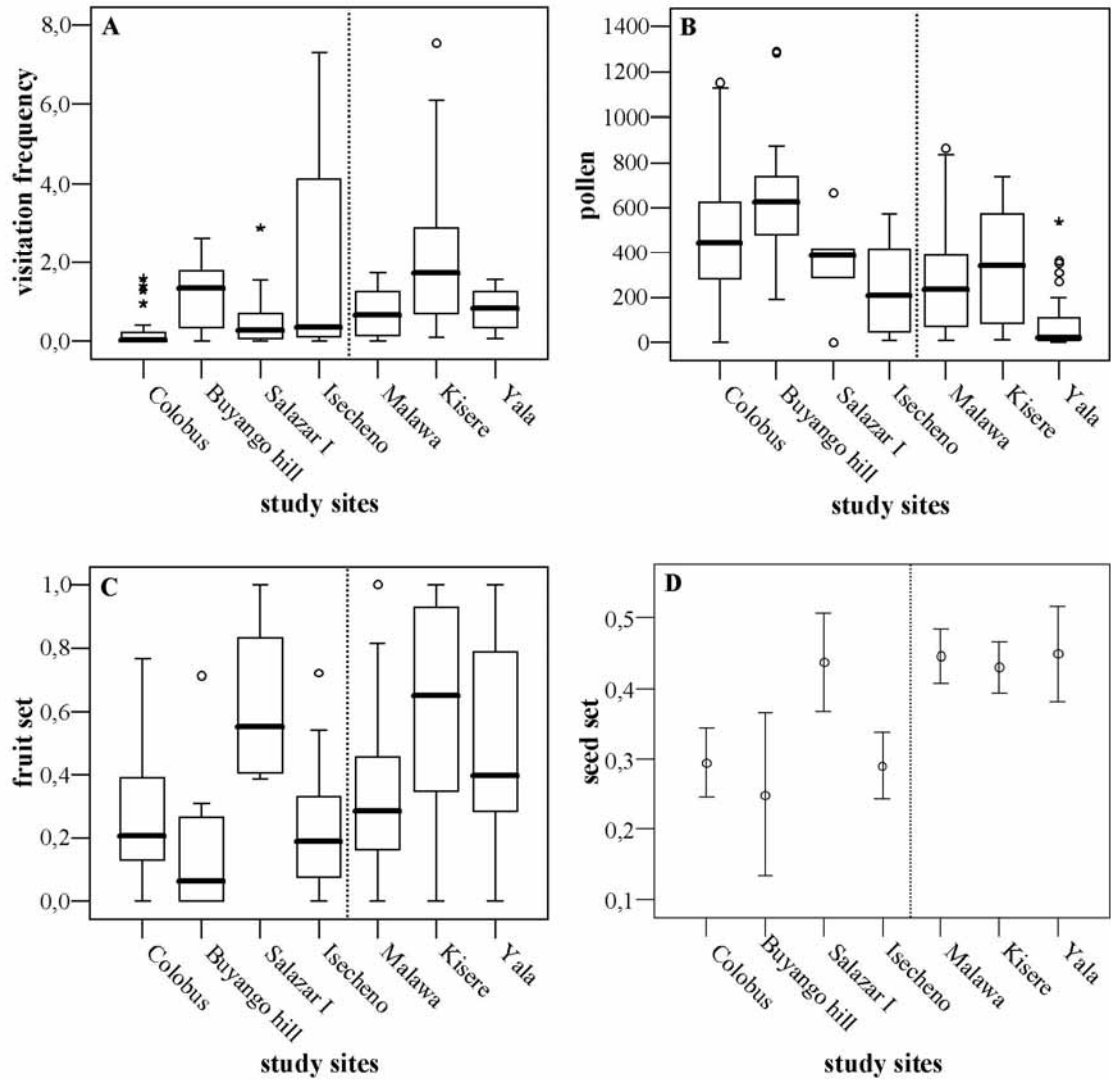 A
visitation frequency
8,0
6,0
4,0
2,0
0,0
Colobus
Buyango hill
Salazar I
Isecheno
Malawa
Kisere
Yala
study sites
B
pollen
1400
1200
1000
800
600
400
200
0
Colobus
Buyango hill
Salazar I
Isecheno
Malawa
Kisere
Yala
study sites
C
fruit set
1,0
0,8
0,6
0,4
0,2
0,0
Colobus
Buyango hill
Salazar I
Isecheno
Malawa
Kisere
Yala
study sites
D
seed set
0,5
0,4
0,3
0,2
0,1
Colobus
Buyango hill
Salazar I
Isecheno
Malawa
Kisere
Yala
study sites